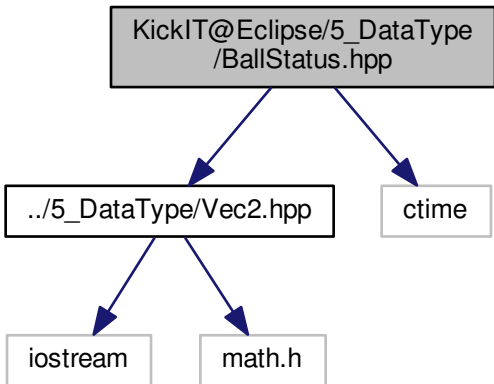 KickIT@Eclipse/5_DataType
/BallStatus.hpp
../5_DataType/Vec2.hpp
ctime
iostream
math.h